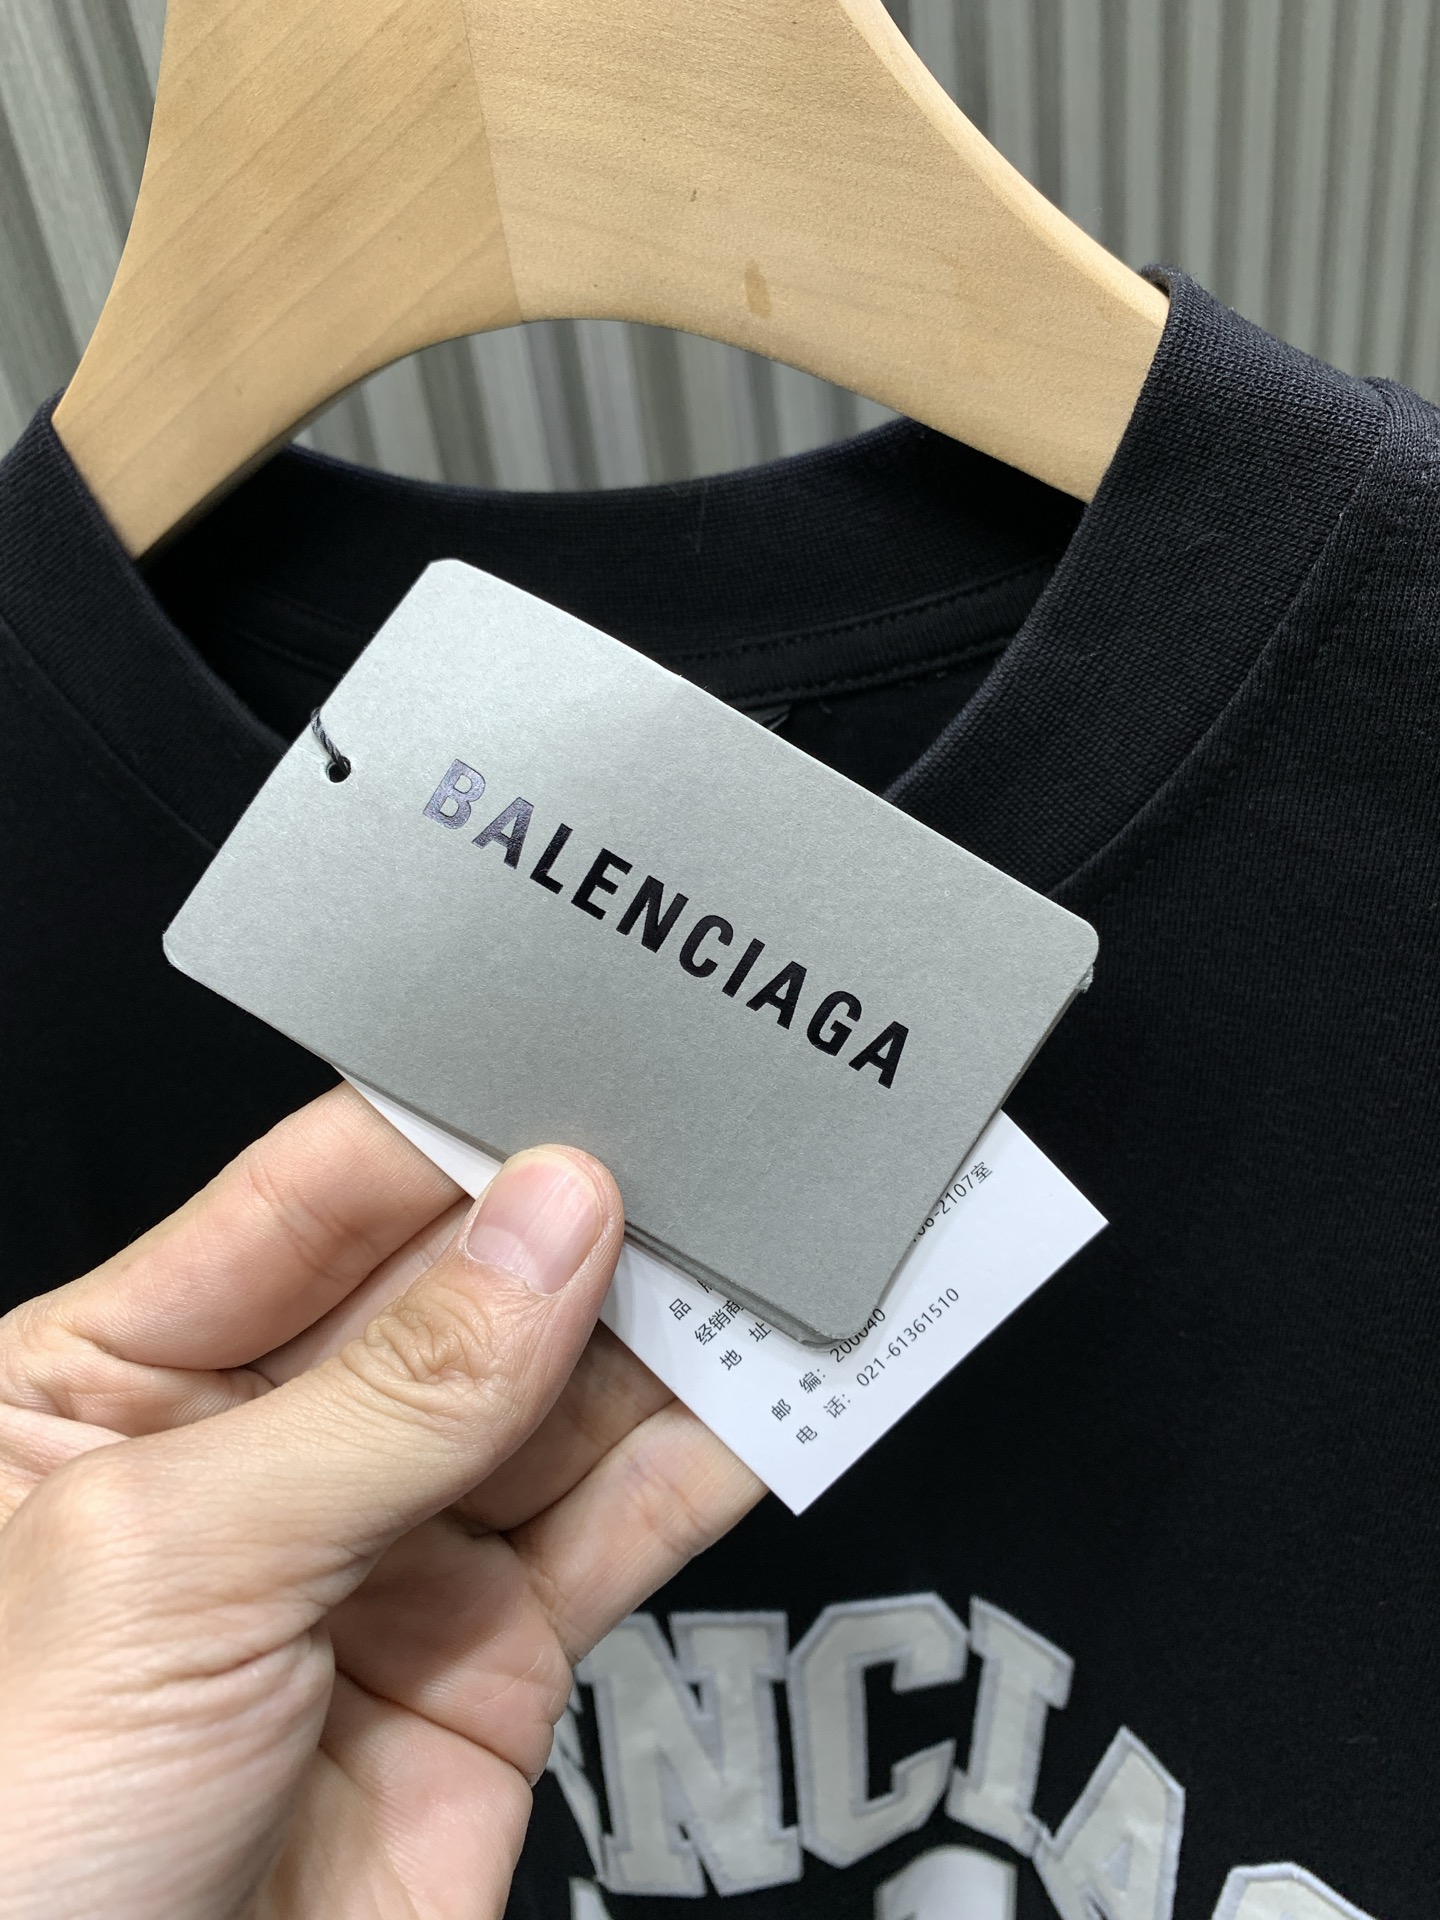 BALENCIAGA
-2107室
品
经销商
地 址
邮 编: 200040
电 话: 021-61361510
ENCIAG